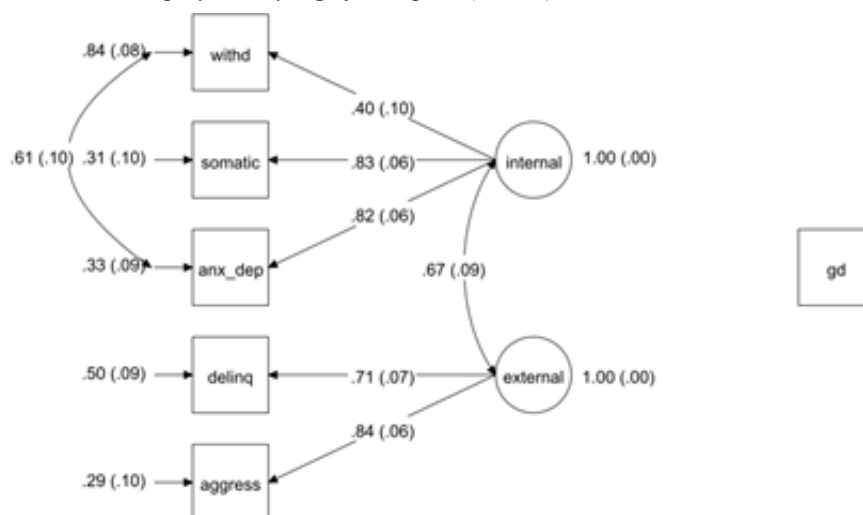 .84 (.08)
withd
.40 (.10)
.61 (.10)
.31 (.10)
somatic
.83 (.06)
internal
1.00 (.00)
.82 (.06)
.33 (.09)
anx_dep
.67 (.09)
gd
.50 (.09)
delinq
.71 (.07)
external
1.00 (.00)
.84 (.06)
.29 (.10)
aggress